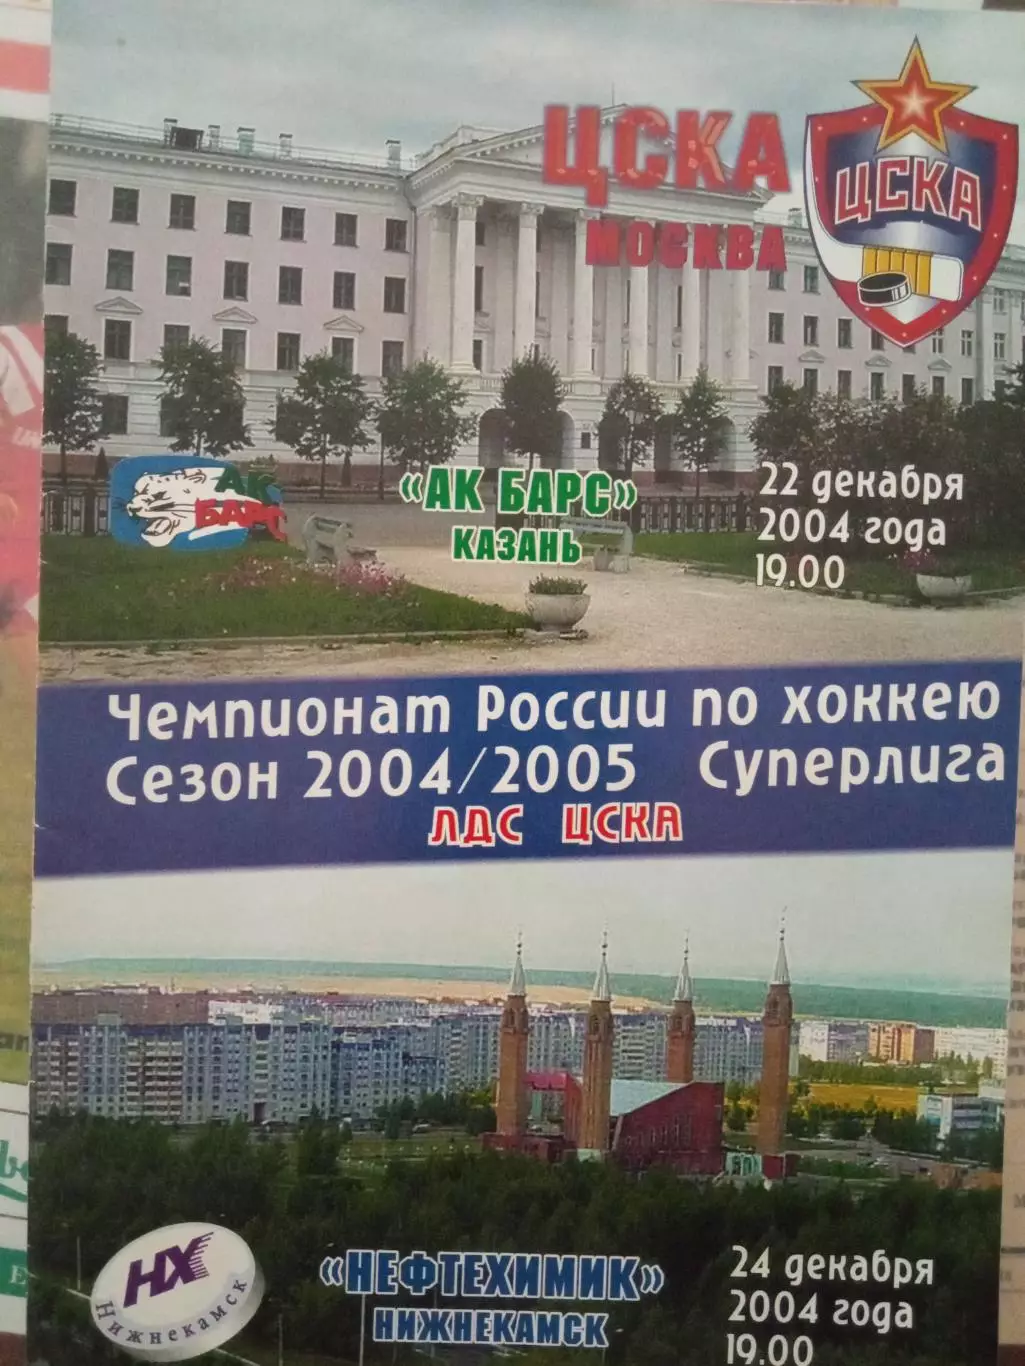 ЦСКА
МОСКВА
ЦСКА
АК
БАРС
«АК БАРС»
КАЗАНЬ
22 декабря
2004 года
19.00
Чемпионат России по хоккею
Сезон 2004/2005 Суперлига
ЛДС ЦСКА
НХ
Нижнекамск
«НЕФТЕХИМИК»
НИЖНЕКАМСК
24 декабря
2004 года
19.00